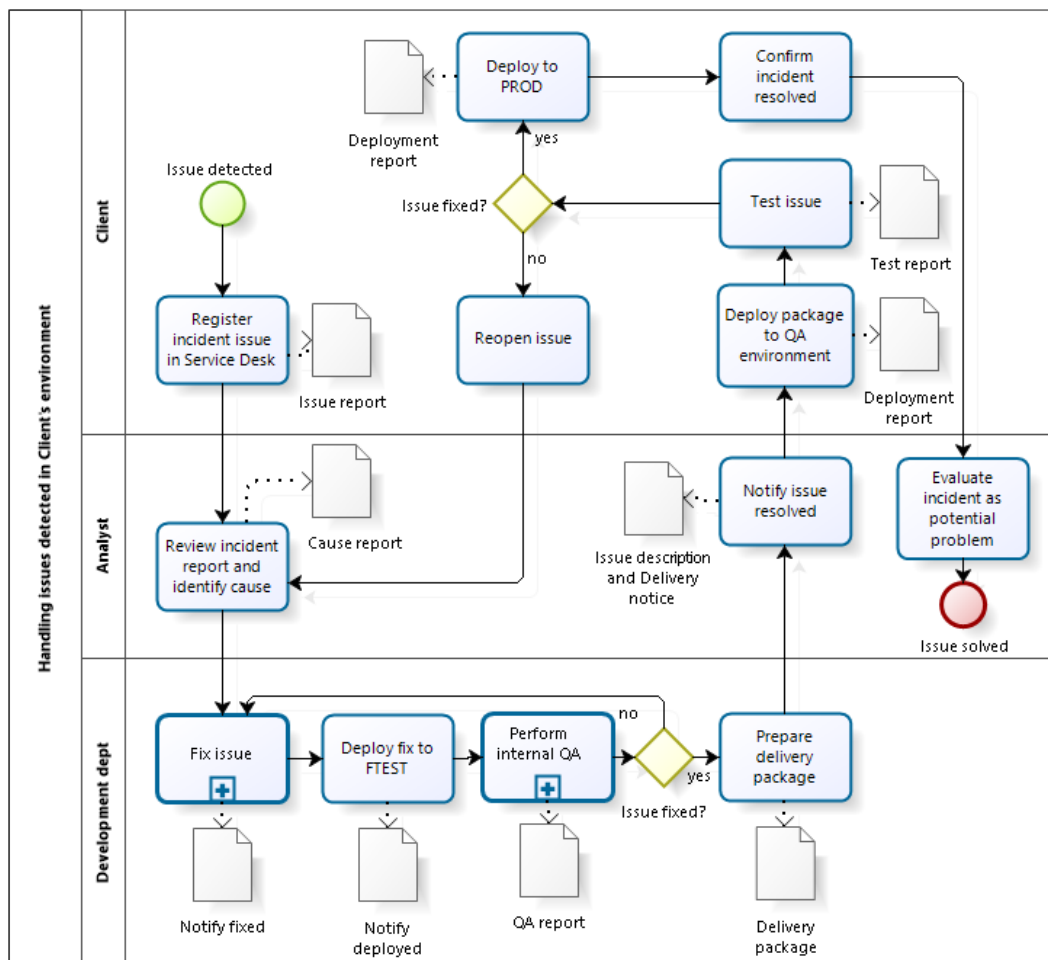 Handling issues detected in Client's environment
Client
Deploy to
PROD
Confirm
incident
resolved
Deployment
report
yes
Issue detected
Issue fixed?
Test issue
no
Test report
Register
incident issue
in Service Desk
Reopen issue
Deploy package
to QA
environment
Issue report
Deployment
report
Analyst
Notify issue
resolved
Evaluate
incident as
potential
problem
Review incident
report and
identify cause
Cause report
Issue description
and Delivery
notice
Issue solved
Development dept
no
Fix issue
Deploy fix to
FTEST
Perform
internal QA
yes
Prepare
delivery
package
Issue fixed?
Notify fixed
Notify
deployed
QA report
Delivery
package